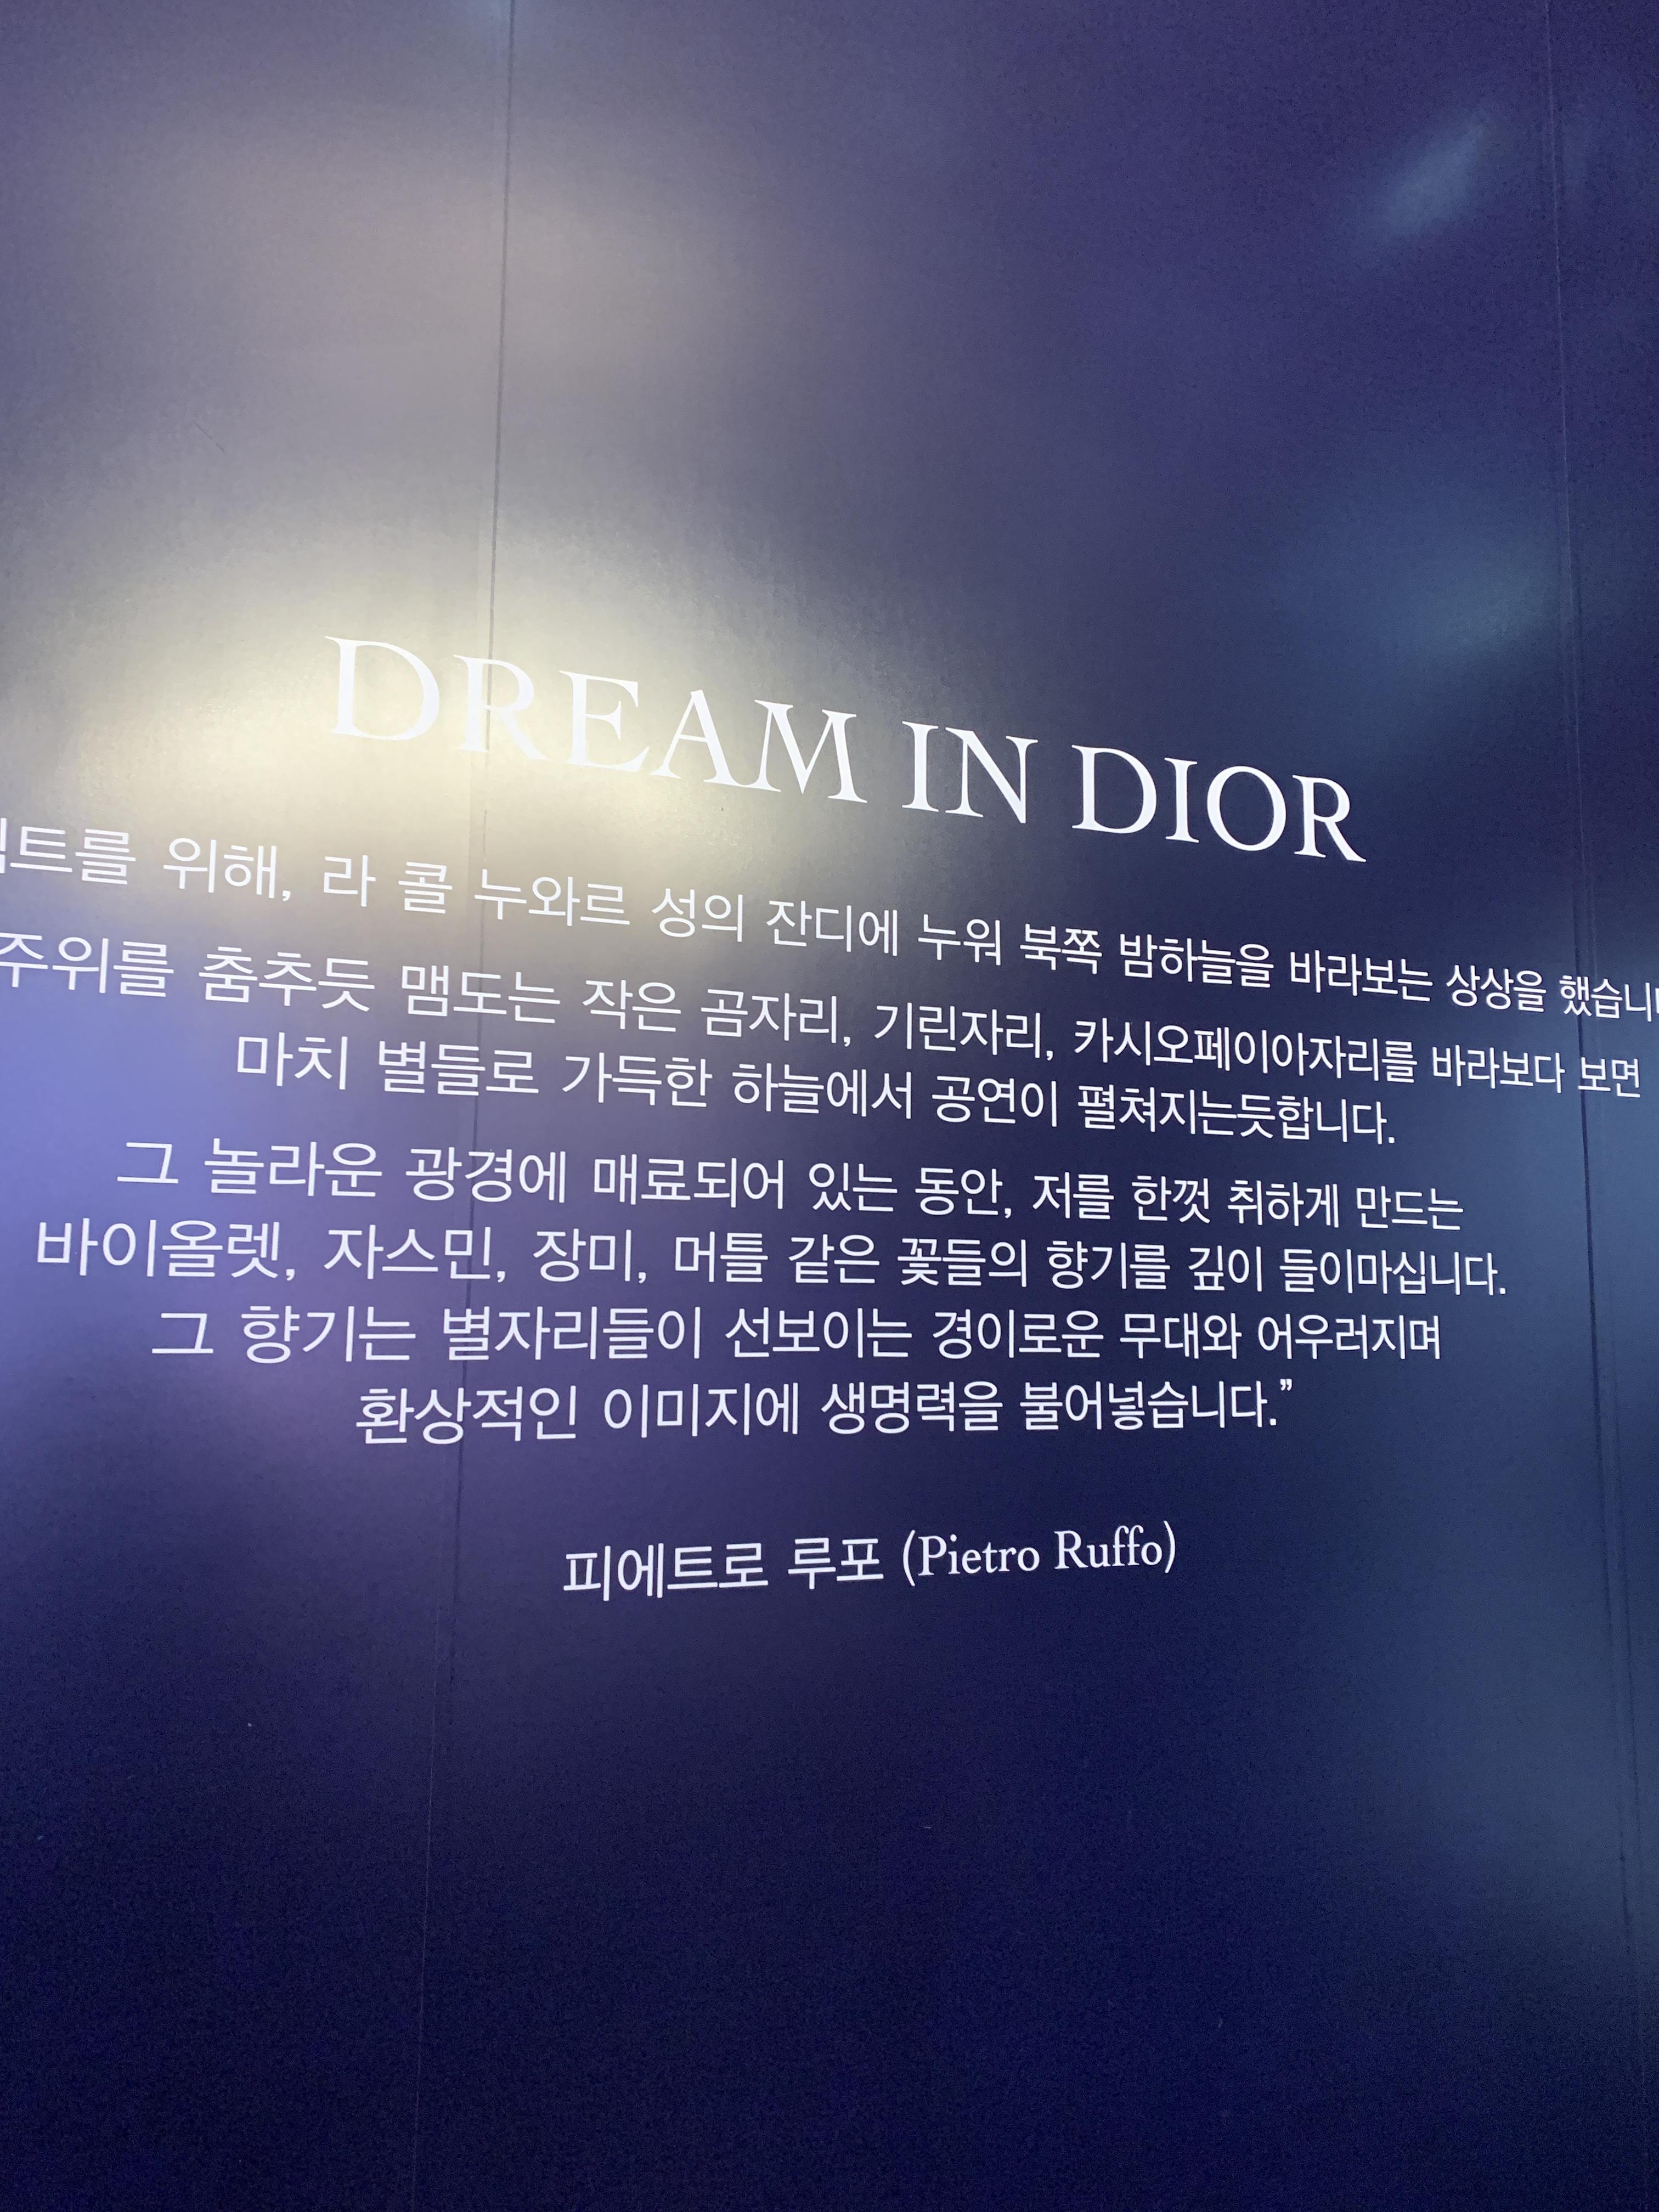 DREAM IN DIOR
위해, 라 콜 누와르 성의 잔디에 누워 북쪽 밤하늘을 바라보는 상상을
주위를 춤추듯 맴도는 작은 곰자리, 기린자리, 카시오페이아자리를 바라보다 보면
마치 별들로 가득한 하늘에서 공연이 펼쳐지는듯합니다.
그 놀라운 광경에 매료되어 있는 동안, 저를 한껏 취하게 만드는
바이올렛, 자스민, 장미, 머틀 같은 꽃들의 향기를 깊이 들이마십니다.
그 향기는 별자리들이 선보이는 경이로운 무대와 어우러지며
환상적인 이미지에 생명력을 불어넣습니다.”
피에트로 루포 (Pietro Ruffo)